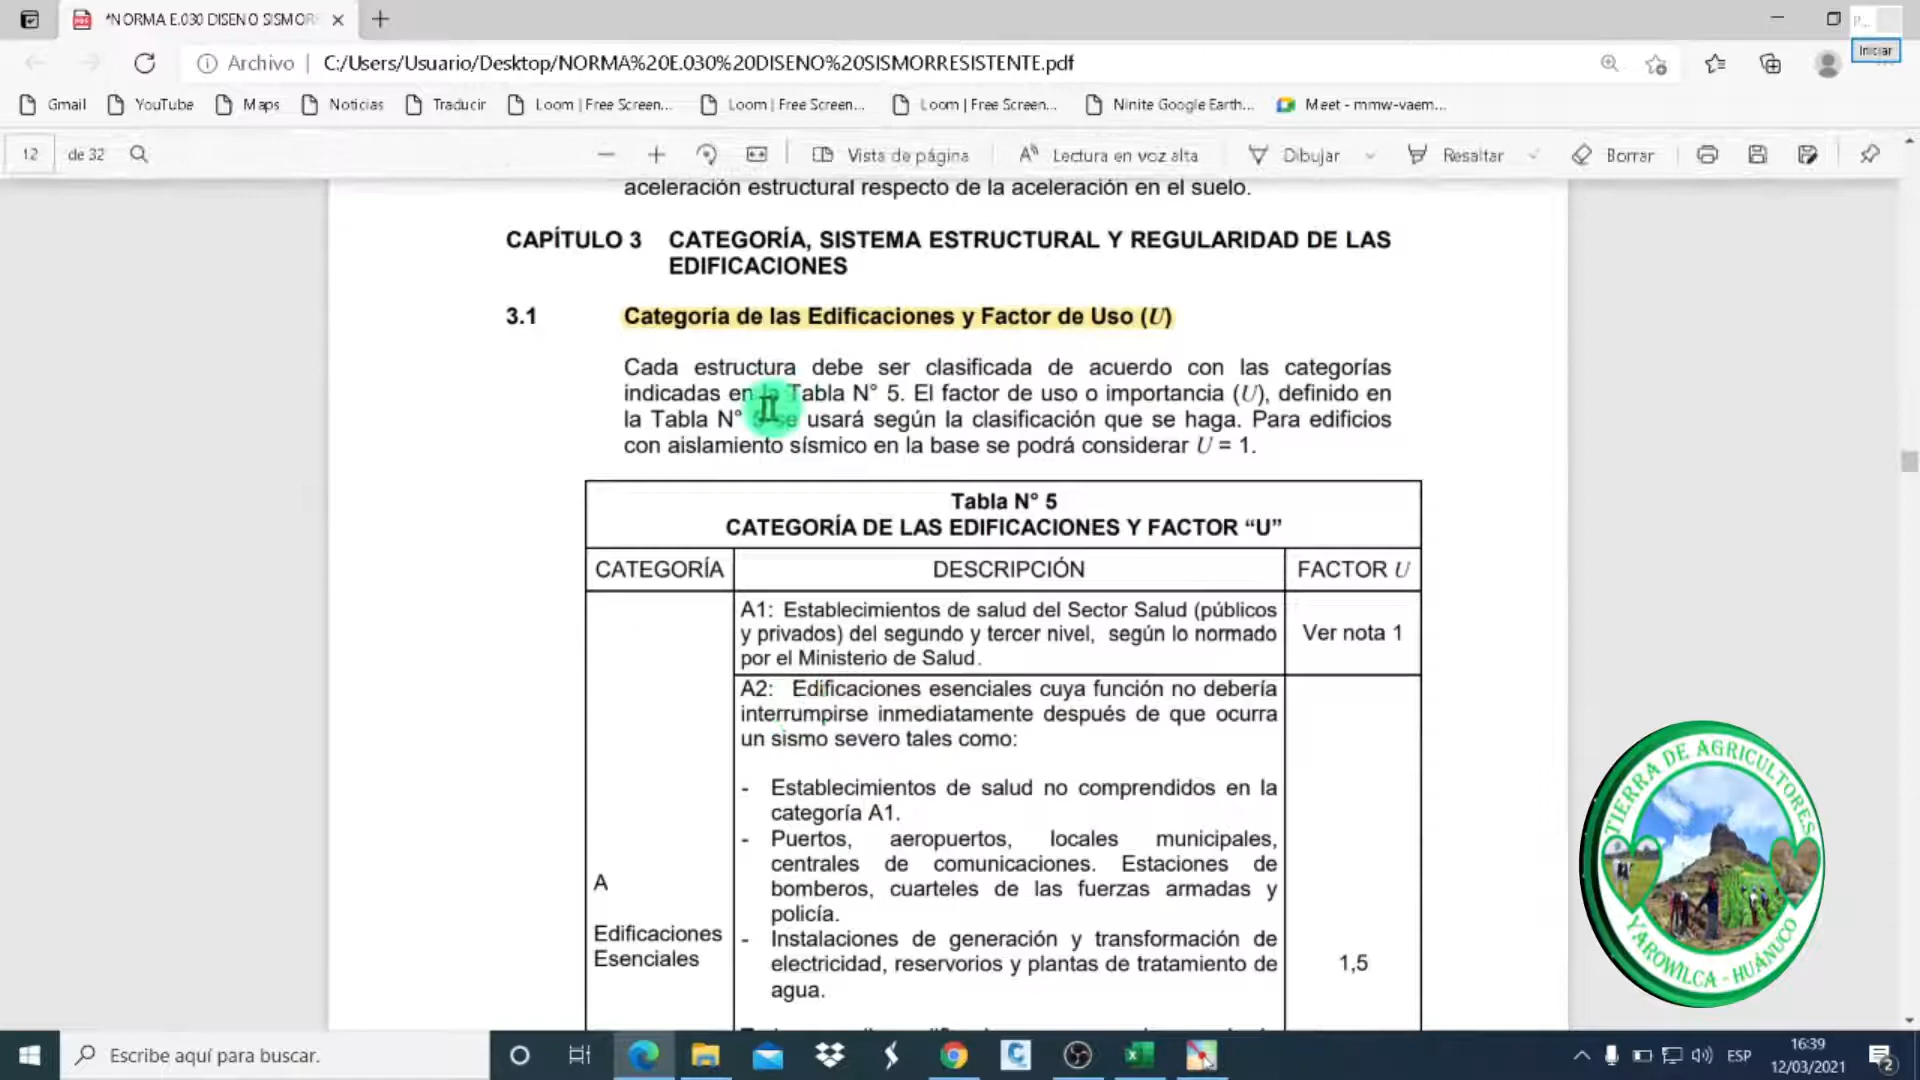 *NORMA E.030 DISENO SISMOR
P...
Iniciar
Archivo | C:/Users/Usuario/Desktop/NORMA%20E.030%20DISENO%20SISMORRESISTENTE.pdf
Gmail YouTube Maps Noticias Traducir Loom | Free Screen... Loom | Free Screen... Loom | Free Screen... Ninite Google Earth... Meet - mmw-vaem...
12 de 32 Vista de página Lectura en voz alta Dibujar Resaltar Borrar
aceleración estructural respecto de la aceleración en el suelo.
CAPÍTULO 3 CATEGORÍA, SISTEMA ESTRUCTURAL Y REGULARIDAD DE LAS
EDIFICACIONES
3.1 Categoría de las Edificaciones y Factor de Uso (U)
Cada estructura debe ser clasificada de acuerdo con las categorías
indicadas en la Tabla N° 5. El factor de uso o importancia (U), definido en
la Tabla N° 5 se usará según la clasificación que se haga. Para edificios
con aislamiento sísmico en la base se podrá considerar U = 1.
Tabla N° 5
CATEGORÍA DE LAS EDIFICACIONES Y FACTOR “U”
CATEGORÍA DESCRIPCIÓN FACTOR U
A1: Establecimientos de salud del Sector Salud (públicos
y privados) del segundo y tercer nivel, según lo normado
por el Ministerio de Salud.
Ver nota 1
A2: Edificaciones esenciales cuya función no debería
interrumpirse inmediatamente después de que ocurra
un sismo severo tales como:
- Establecimientos de salud no comprendidos en la
categoría A1.
- Puertos, aeropuertos, locales municipales,
centrales de comunicaciones. Estaciones de
bomberos, cuarteles de las fuerzas armadas y
policía.
- Instalaciones de generación y transformación de
electricidad, reservorios y plantas de tratamiento de
agua.
A
Edificaciones
Esenciales
1,5
TIERRA DE AGRICULTORES
YAROWILCA - HUÁNUCO
Escribe aquí para buscar.
ESP
16:39
12/03/2021
2